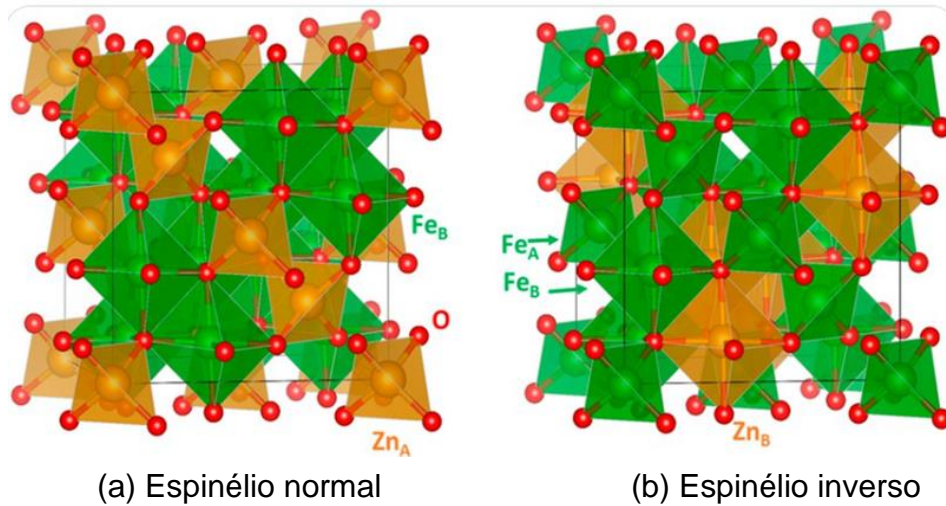 Fe_B
O
Zn_A
Fe_A
Fe_B
Zn_B
(a) Espinélio normal
(b) Espinélio inverso